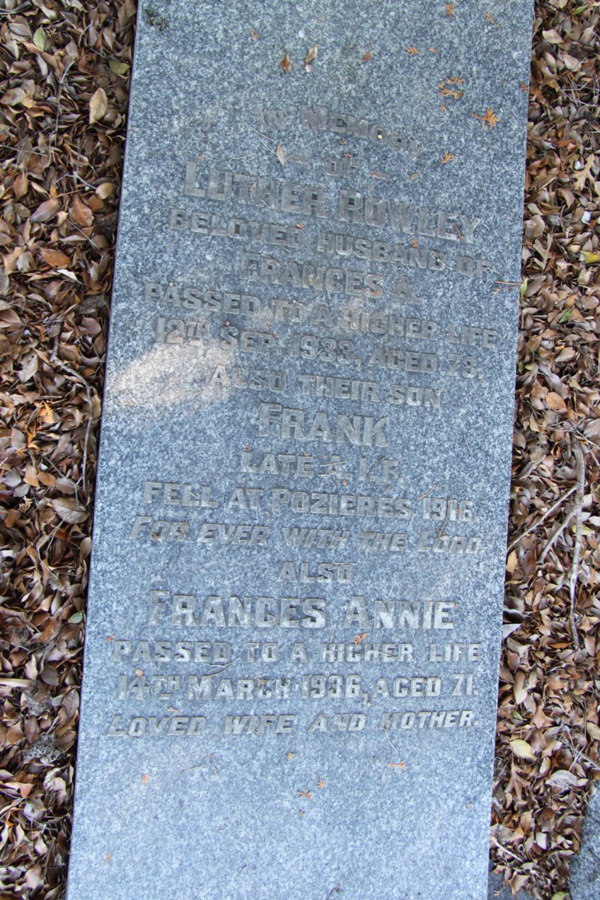 IN MEMORY
OF
LUTHER ROWLEY
BELOVED HUSBAND OF
FRANCES A.
PASSED TO A HIGHER LIFE
12TH SEP. 1933, AGED 73.
ALSO THEIR SON
FRANK
LATE A.I.F.
FELL AT POZIERES 1916.
FOR EVER WITH THE LORD.
ALSO
FRANCES ANNIE
PASSED TO A HIGHER LIFE
14TH MARCH 1936, AGED 71.
LOVED WIFE AND MOTHER.